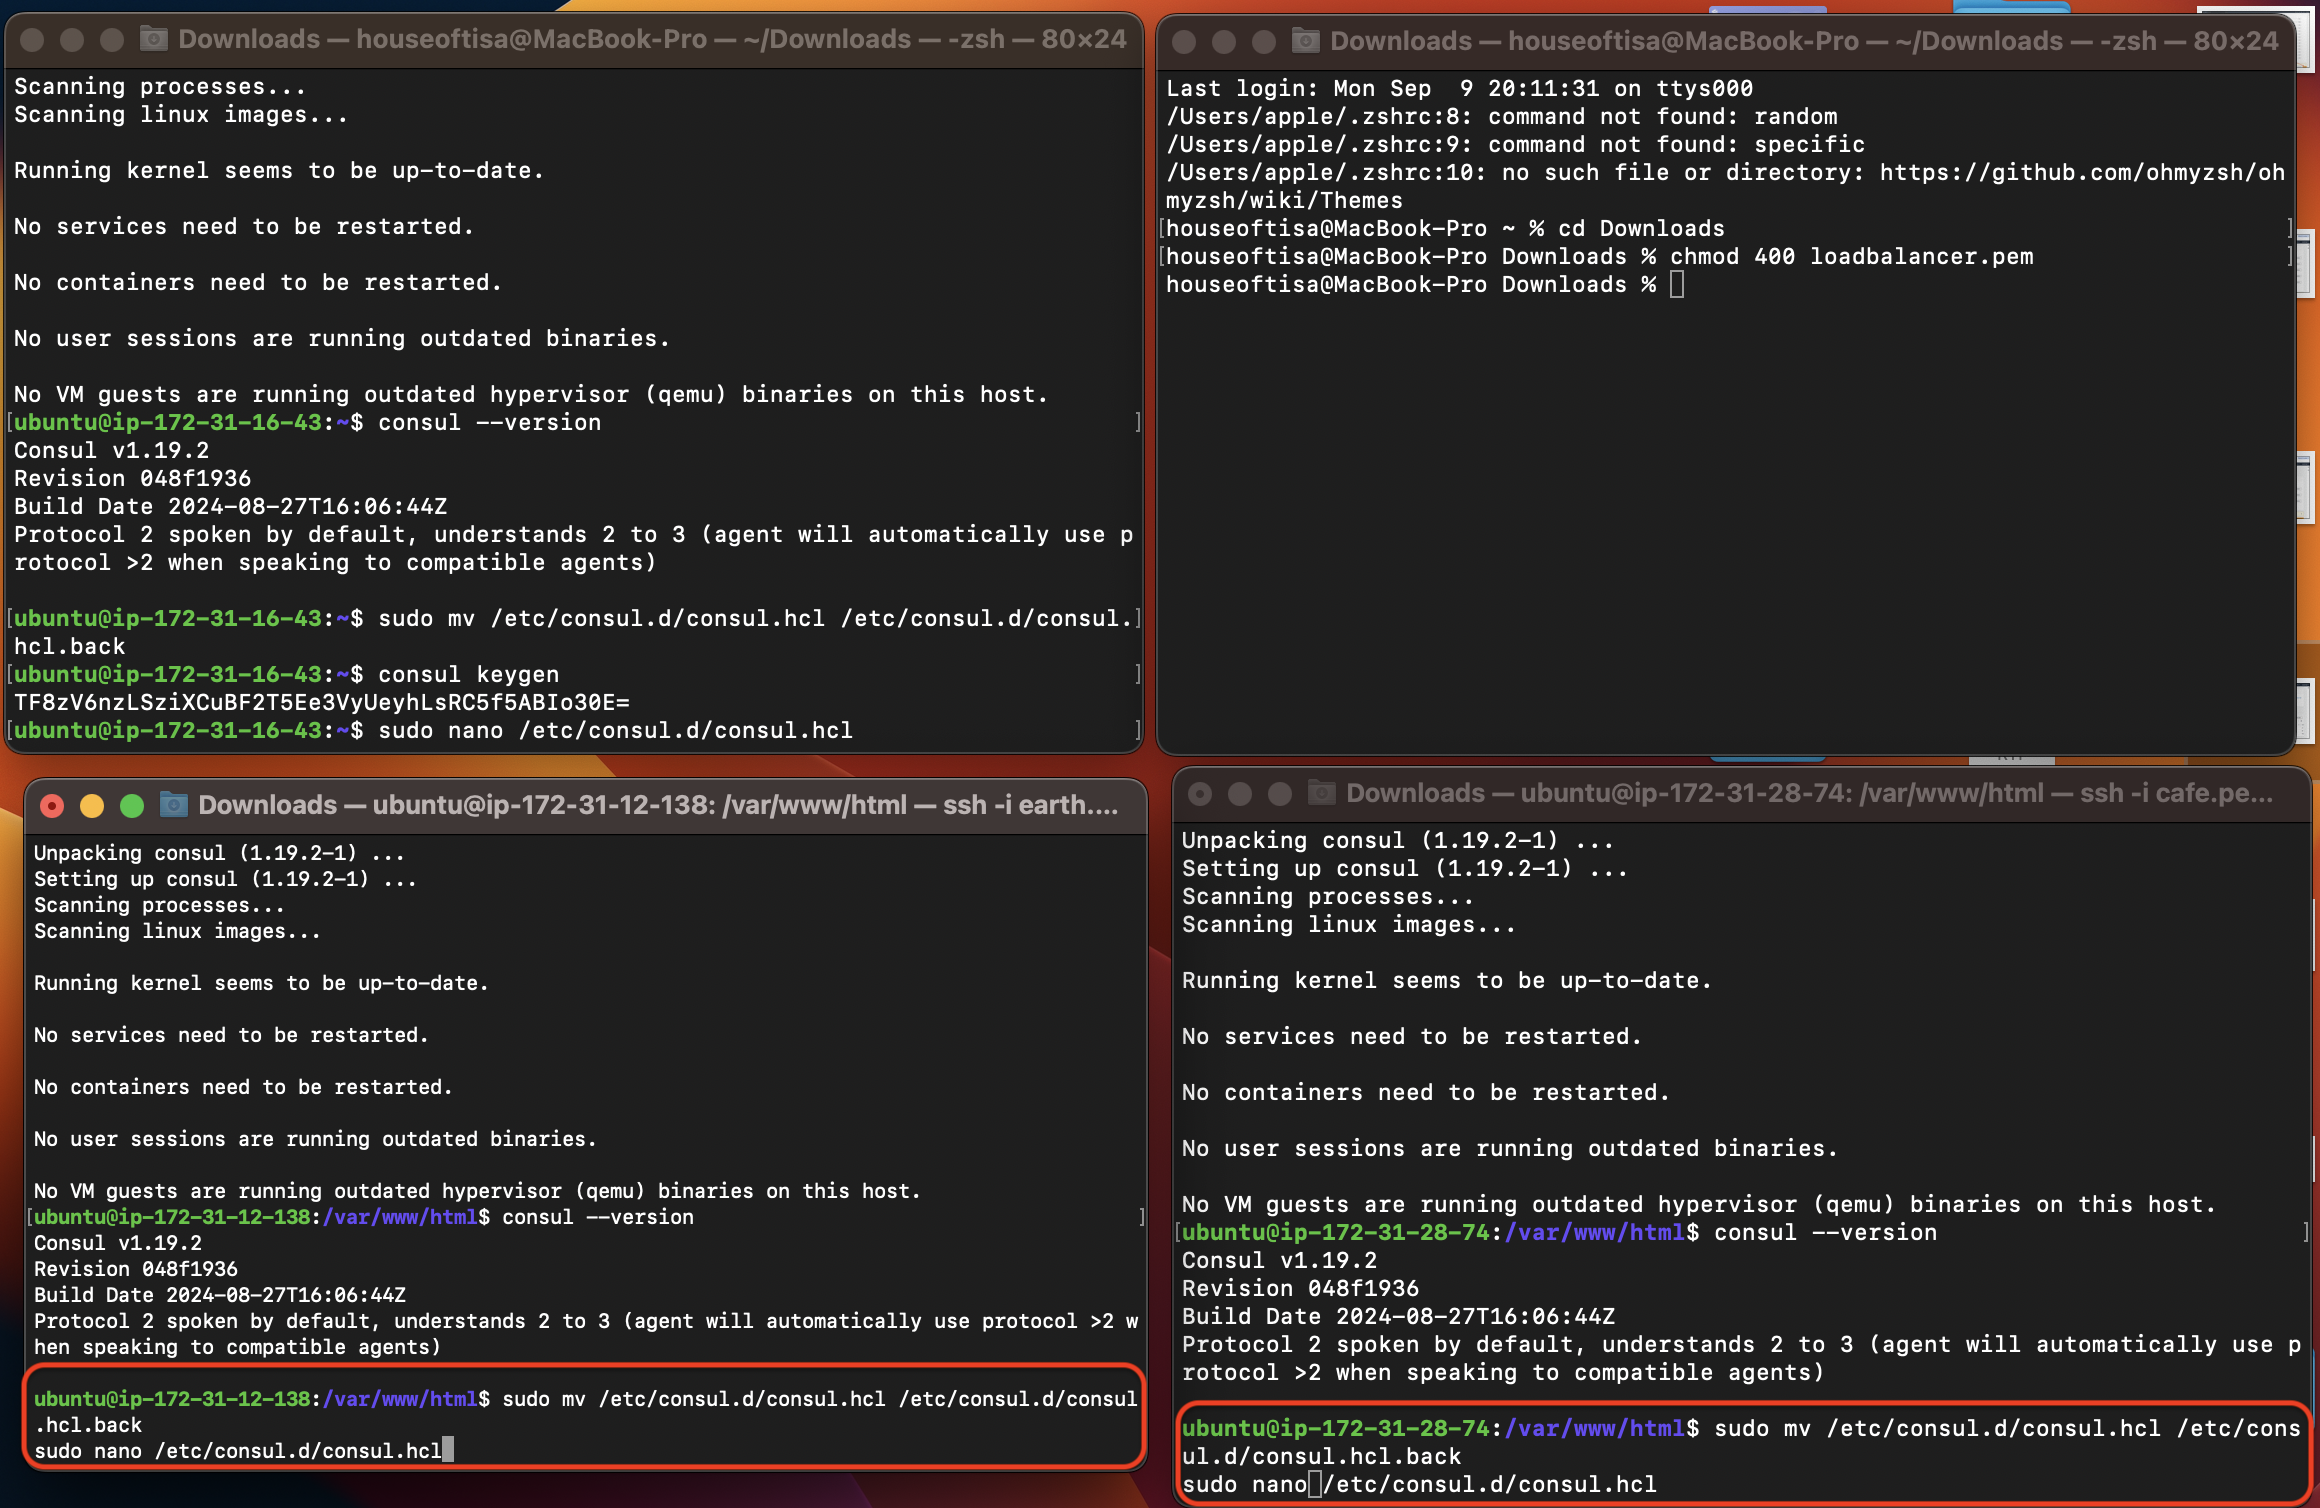 Downloads — houseoftisa@MacBook-Pro — ~/Downloads — -zsh — 80×24
Scanning processes...
Scanning linux images...
Running kernel seems to be up-to-date.
No services need to be restarted.
No containers need to be restarted.
No user sessions are running outdated binaries.
No VM guests are running outdated hypervisor (qemu) binaries on this host.
[ubuntu@ip-172-31-16-43:~$ consul --version ]
Consul v1.19.2
Revision 048f1936
Build Date 2024-08-27T16:06:44Z
Protocol 2 spoken by default, understands 2 to 3 (agent will automatically use p
rotocol >2 when speaking to compatible agents)
[ubuntu@ip-172-31-16-43:~$ sudo mv /etc/consul.d/consul.hcl /etc/consul.d/consul.]
hcl.back
[ubuntu@ip-172-31-16-43:~$ consul keygen ]
TF8zV6nzLSziXCuBF2T5Ee3VyUeyhLsRC5f5ABIo30E=
[ubuntu@ip-172-31-16-43:~$ sudo nano /etc/consul.d/consul.hcl ]
Downloads — houseoftisa@MacBook-Pro — ~/Downloads — -zsh — 80×24
Last login: Mon Sep  9 20:11:31 on ttys000
/Users/apple/.zshrc:8: command not found: random
/Users/apple/.zshrc:9: command not found: specific
/Users/apple/.zshrc:10: no such file or directory: https://github.com/ohmyzsh/oh
myzsh/wiki/Themes
[houseoftisa@MacBook-Pro ~ % cd Downloads ]
[houseoftisa@MacBook-Pro Downloads % chmod 400 loadbalancer.pem ]
houseoftisa@MacBook-Pro Downloads %
Downloads — ubuntu@ip-172-31-12-138: /var/www/html — ssh -i earth....
Unpacking consul (1.19.2-1) ...
Setting up consul (1.19.2-1) ...
Scanning processes...
Scanning linux images...
Running kernel seems to be up-to-date.
No services need to be restarted.
No containers need to be restarted.
No user sessions are running outdated binaries.
No VM guests are running outdated hypervisor (qemu) binaries on this host.
[ubuntu@ip-172-31-12-138:/var/www/html$ consul --version ]
Consul v1.19.2
Revision 048f1936
Build Date 2024-08-27T16:06:44Z
Protocol 2 spoken by default, understands 2 to 3 (agent will automatically use protocol >2 w
hen speaking to compatible agents)
ubuntu@ip-172-31-12-138:/var/www/html$ sudo mv /etc/consul.d/consul.hcl /etc/consul.d/consul
.hcl.back
sudo nano /etc/consul.d/consul.hcl
Downloads — ubuntu@ip-172-31-28-74: /var/www/html — ssh -i cafe.pe...
Unpacking consul (1.19.2-1) ...
Setting up consul (1.19.2-1) ...
Scanning processes...
Scanning linux images...
Running kernel seems to be up-to-date.
No services need to be restarted.
No containers need to be restarted.
No user sessions are running outdated binaries.
No VM guests are running outdated hypervisor (qemu) binaries on this host.
[ubuntu@ip-172-31-28-74:/var/www/html$ consul --version ]
Consul v1.19.2
Revision 048f1936
Build Date 2024-08-27T16:06:44Z
Protocol 2 spoken by default, understands 2 to 3 (agent will automatically use p
rotocol >2 when speaking to compatible agents)
ubuntu@ip-172-31-28-74:/var/www/html$ sudo mv /etc/consul.d/consul.hcl /etc/cons
ul.d/consul.hcl.back
sudo nano /etc/consul.d/consul.hcl